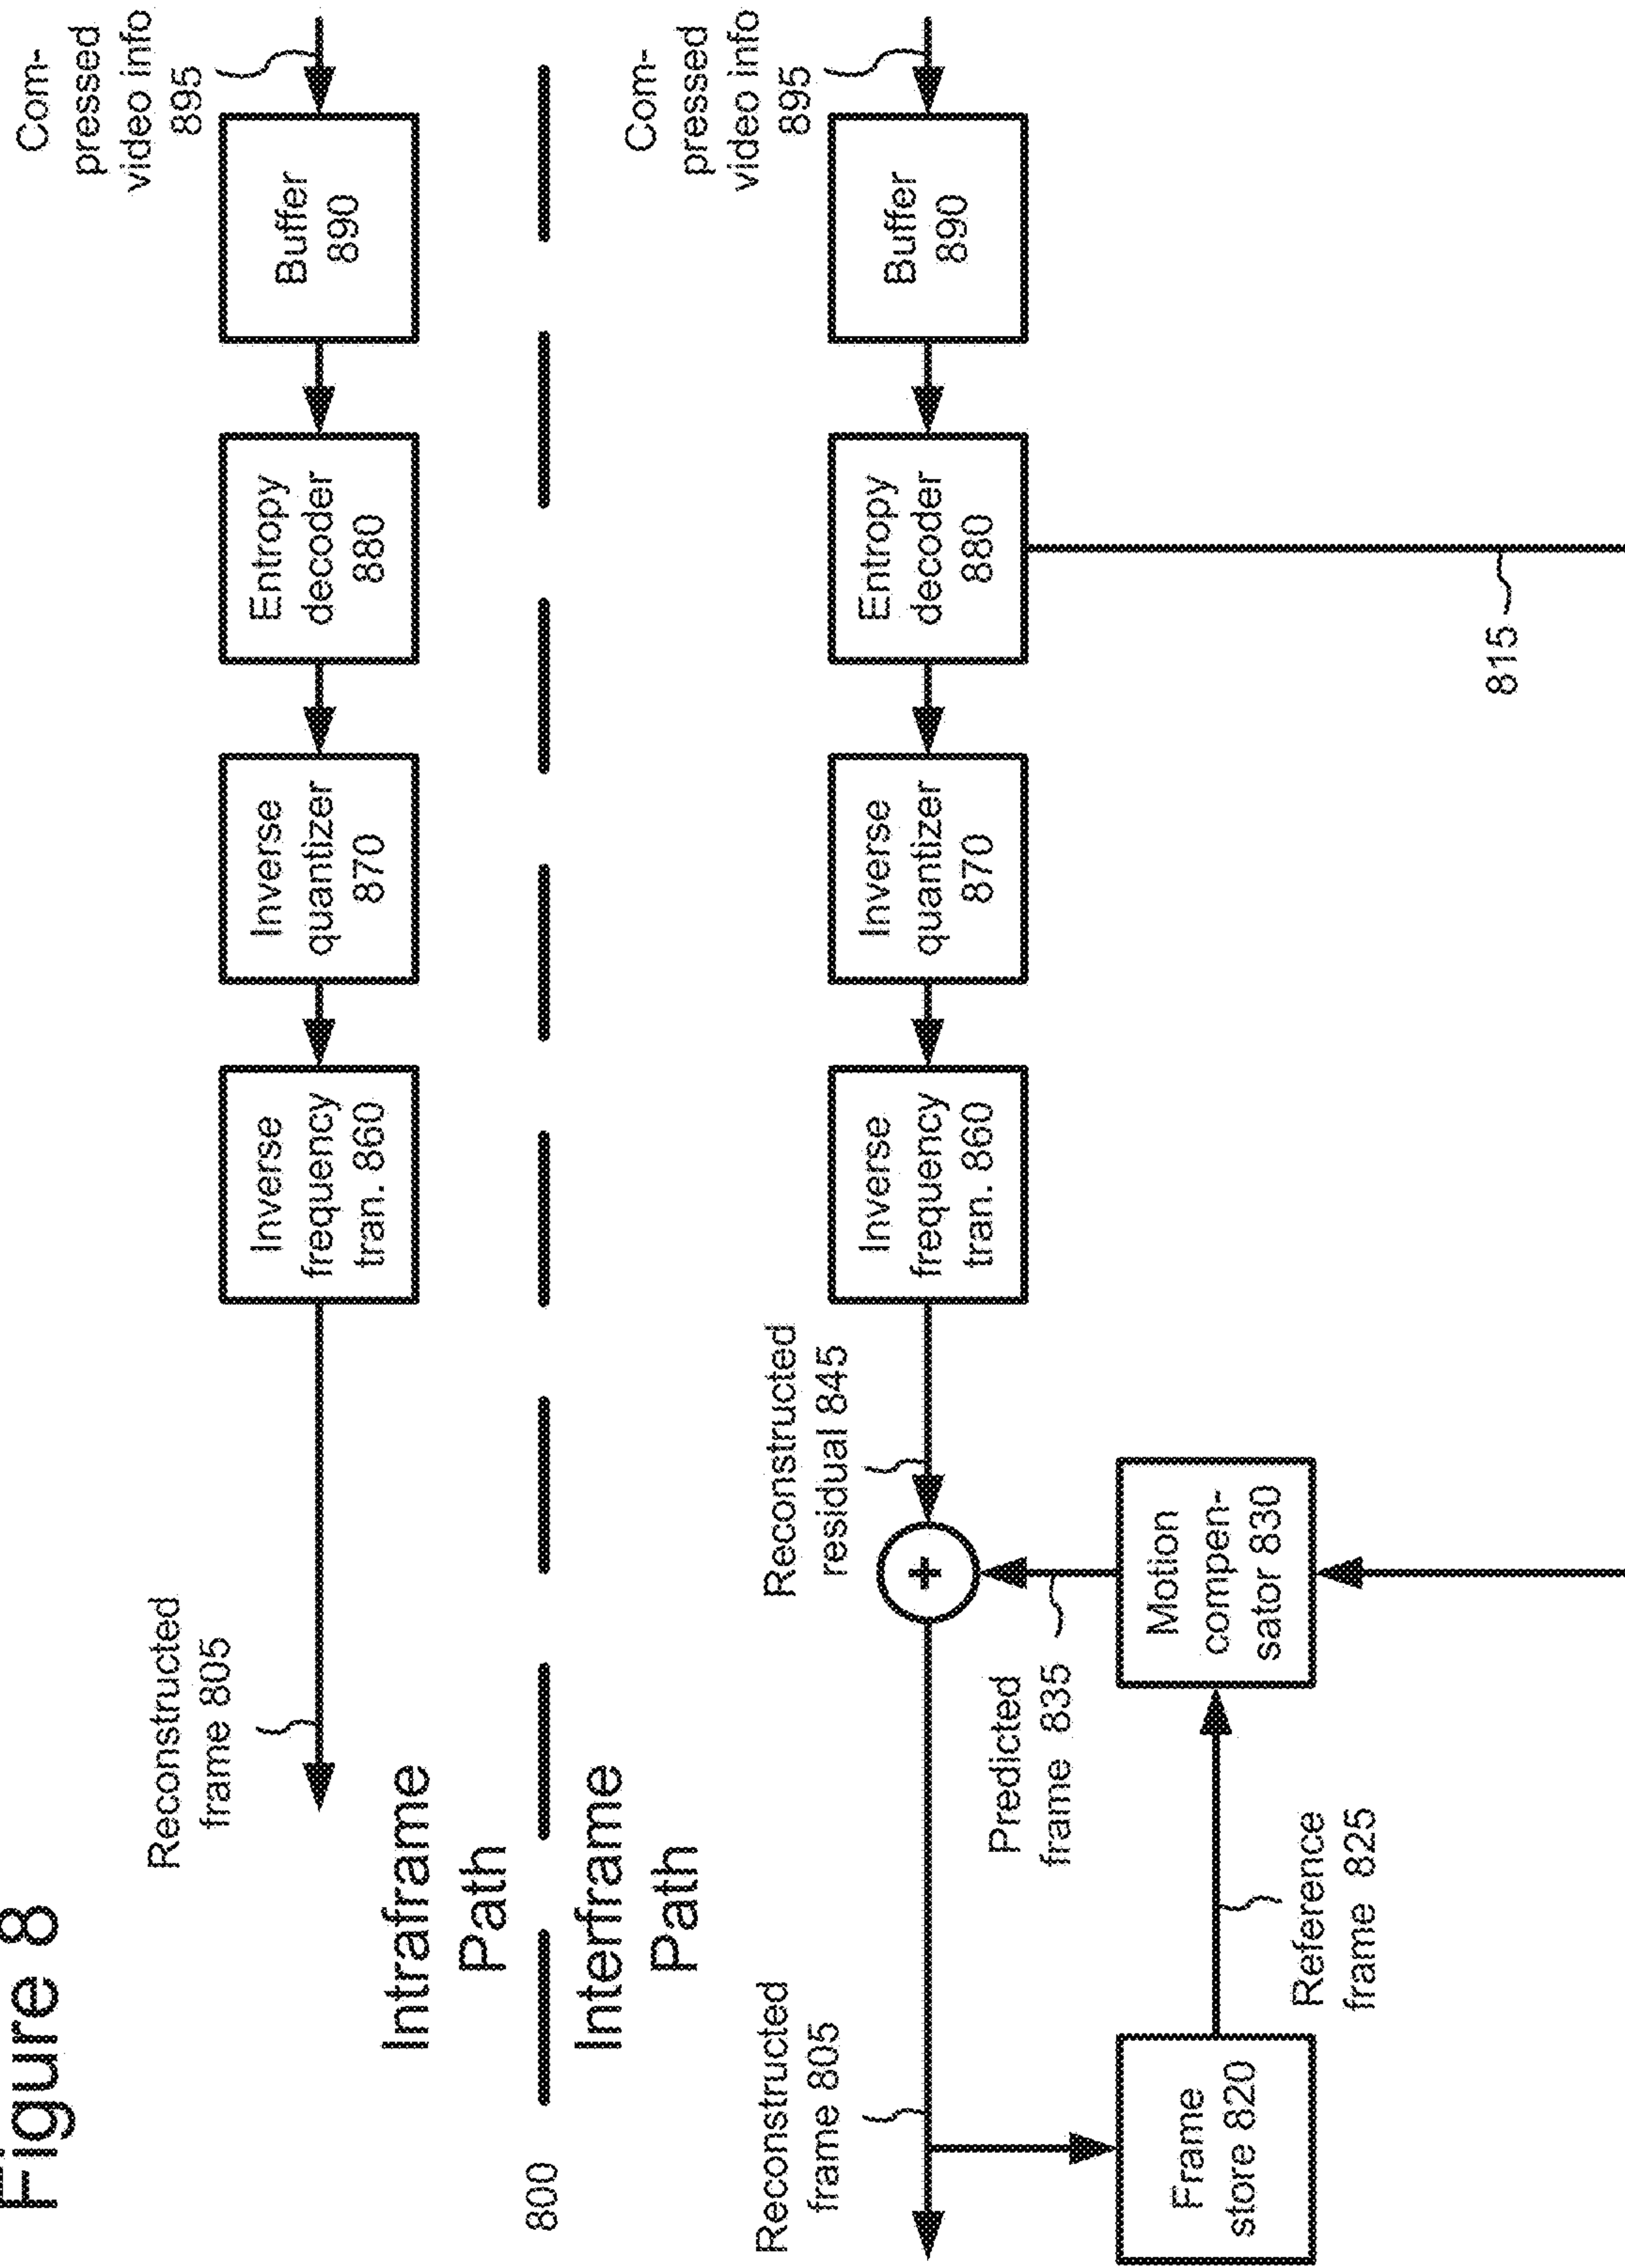 Figure 8
Reconstructed
frame 805
Inverse
frequency
tran. 860
Inverse
quantizer
870
Entropy
decoder
880
Buffer
890
Com-
pressed
video info
895
Intraframe
Path
800
Interframe
Path
Reconstructed
frame 805
Reconstructed
residual 845
+
Inverse
frequency
tran. 860
Inverse
quantizer
870
Entropy
decoder
880
Buffer
890
Com-
pressed
video info
895
Predicted
frame 835
Frame
store 820
Reference
frame 825
Motion
compen-
sator 830
815